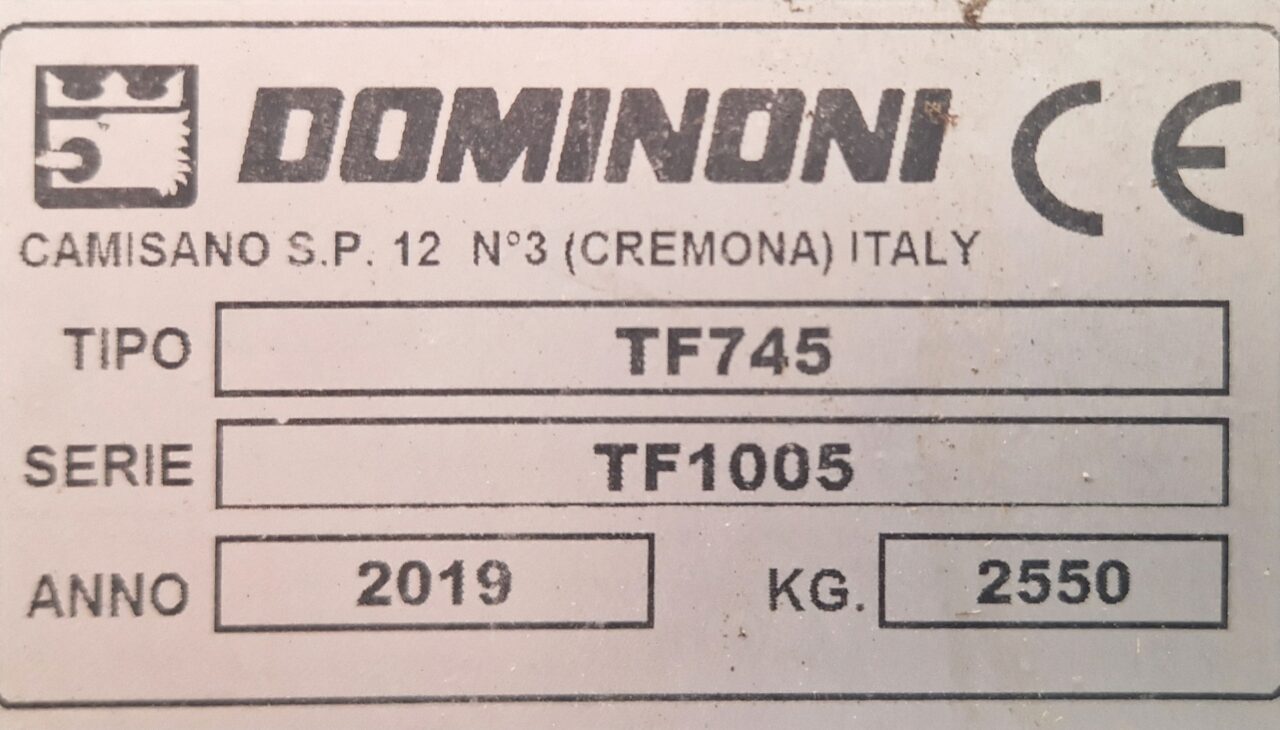 DOMINONI CE
CAMISANO S.P. 12 N°3 (CREMONA) ITALY
TIPO TF745
SERIE TF1005
ANNO 2019 KG. 2550